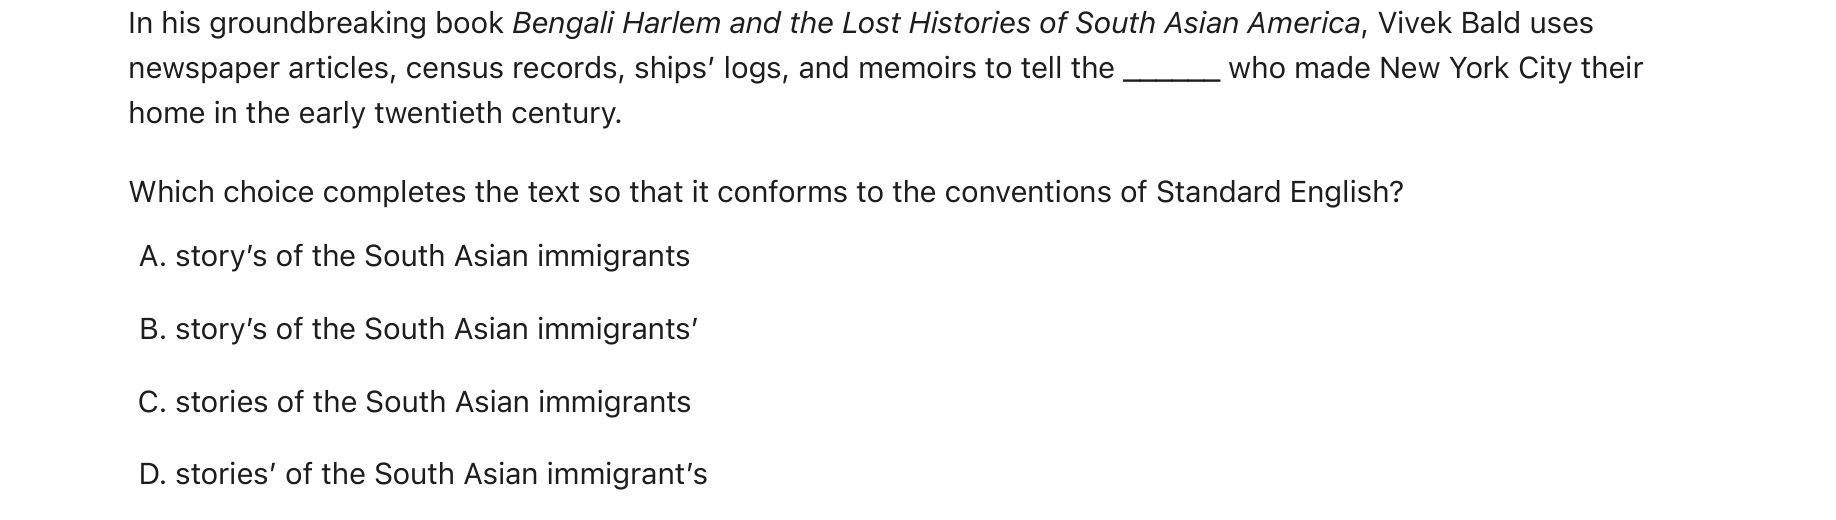 In his groundbreaking book Bengali Harlem and the Lost Histories of South Asian America, Vivek Bald uses
newspaper articles, census records, ships’ logs, and memoirs to tell the ______ who made New York City their
home in the early twentieth century.
Which choice completes the text so that it conforms to the conventions of Standard English?
A. story’s of the South Asian immigrants
B. story’s of the South Asian immigrants’
C. stories of the South Asian immigrants
D. stories’ of the South Asian immigrant’s